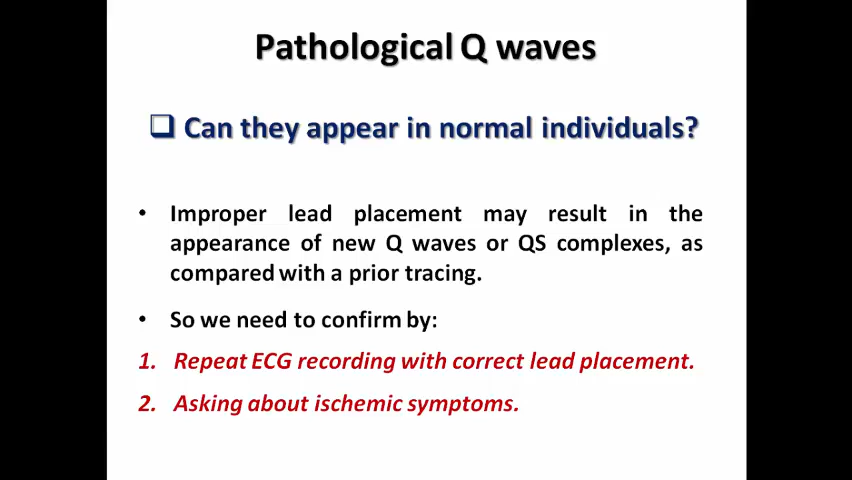 Pathological Q waves
❑ Can they appear in normal individuals?
• Improper lead placement may result in the
appearance of new Q waves or QS complexes, as
compared with a prior tracing.
• So we need to confirm by:
1. Repeat ECG recording with correct lead placement.
2. Asking about ischemic symptoms.